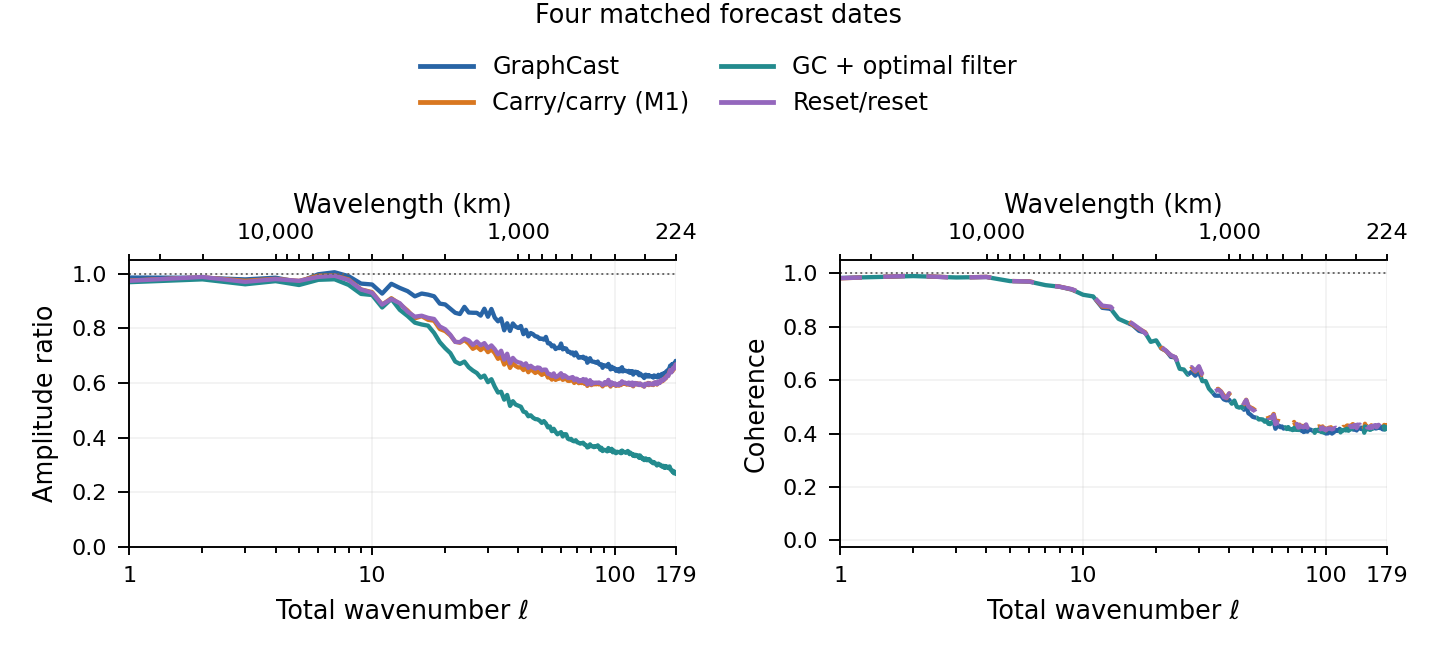 Four matched forecast dates
GraphCast
GC + optimal filter
Carry/carry (M1)
Reset/reset
Wavelength (km)
10,000 1,000 224
1.0
0.8
0.6
0.4
0.2
0.0
Amplitude ratio
1 10 100 179
Total wavenumber ℓ
Wavelength (km)
10,000 1,000 224
1.0
0.8
0.6
0.4
0.2
0.0
Coherence
1 10 100 179
Total wavenumber ℓ